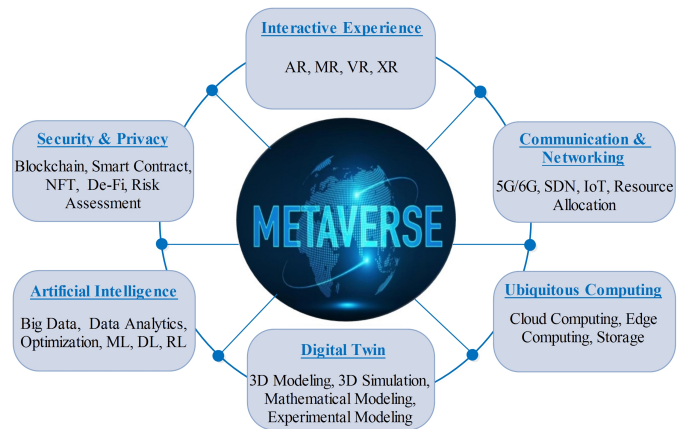 Interactive Experience
AR, MR, VR, XR
Security & Privacy
Blockchain, Smart Contract,
NFT, De-Fi, Risk
Assessment
Communication &
Networking
5G/6G, SDN, IoT, Resource
Allocation
METAVERSE
Artificial Intelligence
Big Data, Data Analytics,
Optimization, ML, DL, RL
Ubiquitous Computing
Cloud Computing, Edge
Computing, Storage
Digital Twin
3D Modeling, 3D Simulation,
Mathematical Modeling,
Experimental Modeling